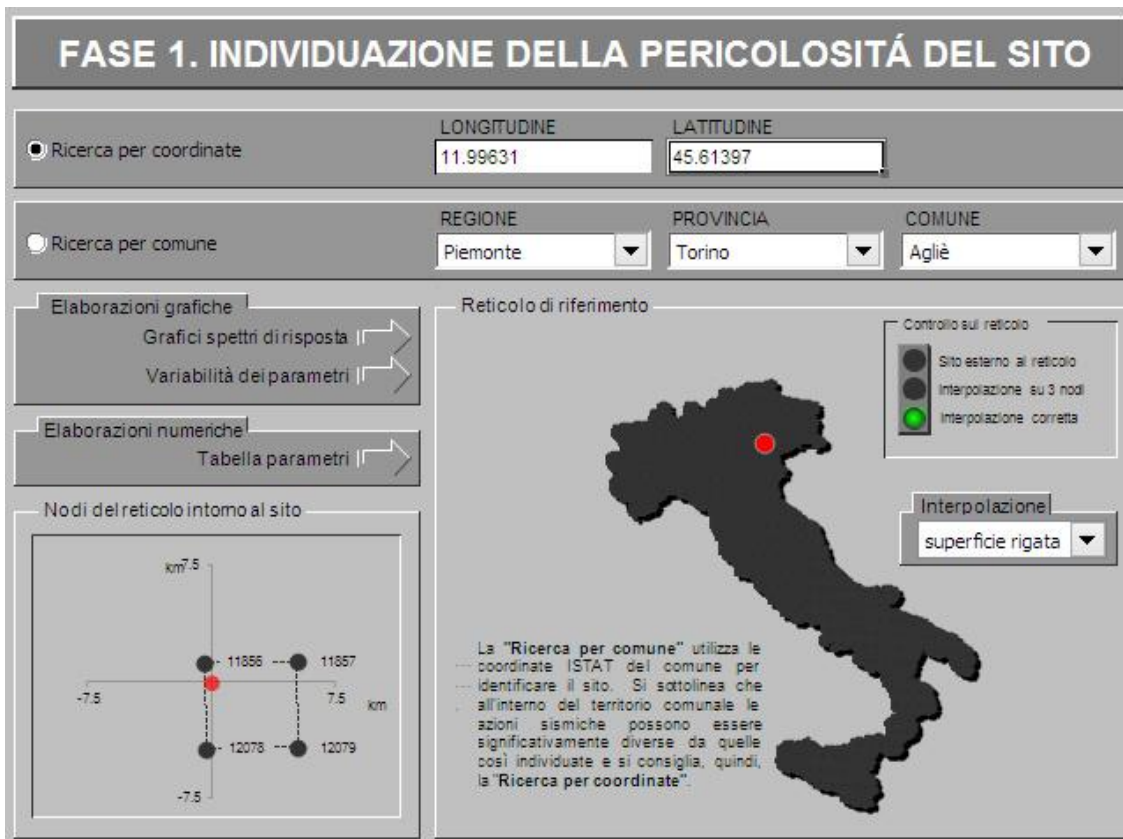 FASE 1. INDIVIDUAZIONE DELLA PERICOLOSITÁ DEL SITO
Ricerca per coordinate
LONGITUDINE
11.99631
LATITUDINE
45.61397
Ricerca per comune
REGIONE
Piemonte
PROVINCIA
Torino
COMUNE
Agliè
Elaborazioni grafiche
Grafici spettri di risposta
Variabilità dei parametri
Elaborazioni numeriche
Tabella parametri
Nodi del reticolo intorno al sito
km 7.5
11856
11857
-7.5
7.5
km
12078
12079
-7.5
Reticolo di riferimento
Controllo sul reticolo
Sito esterno al reticolo
Interpolazione su 3 nodi
Interpolazione corretta
Interpolazione
superficie rigata
La "Ricerca per comune" utilizza le
coordinate ISTAT del comune per
identificare il sito. Si sottolinea che
all'interno del territorio comunale le
azioni sismiche possono essere
significativamente diverse da quelle
così individuate e si consiglia, quindi,
la "Ricerca per coordinate".